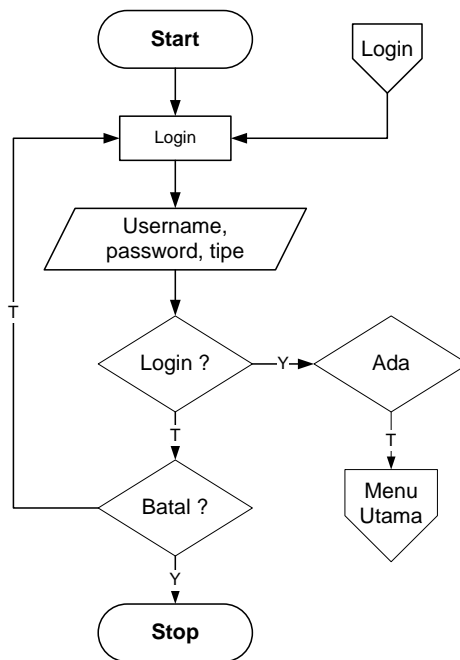 Start
Login
Login
Username,
password, tipe
T
Login ?
Y
Ada
T
T
Batal ?
Menu
Utama
Y
Stop